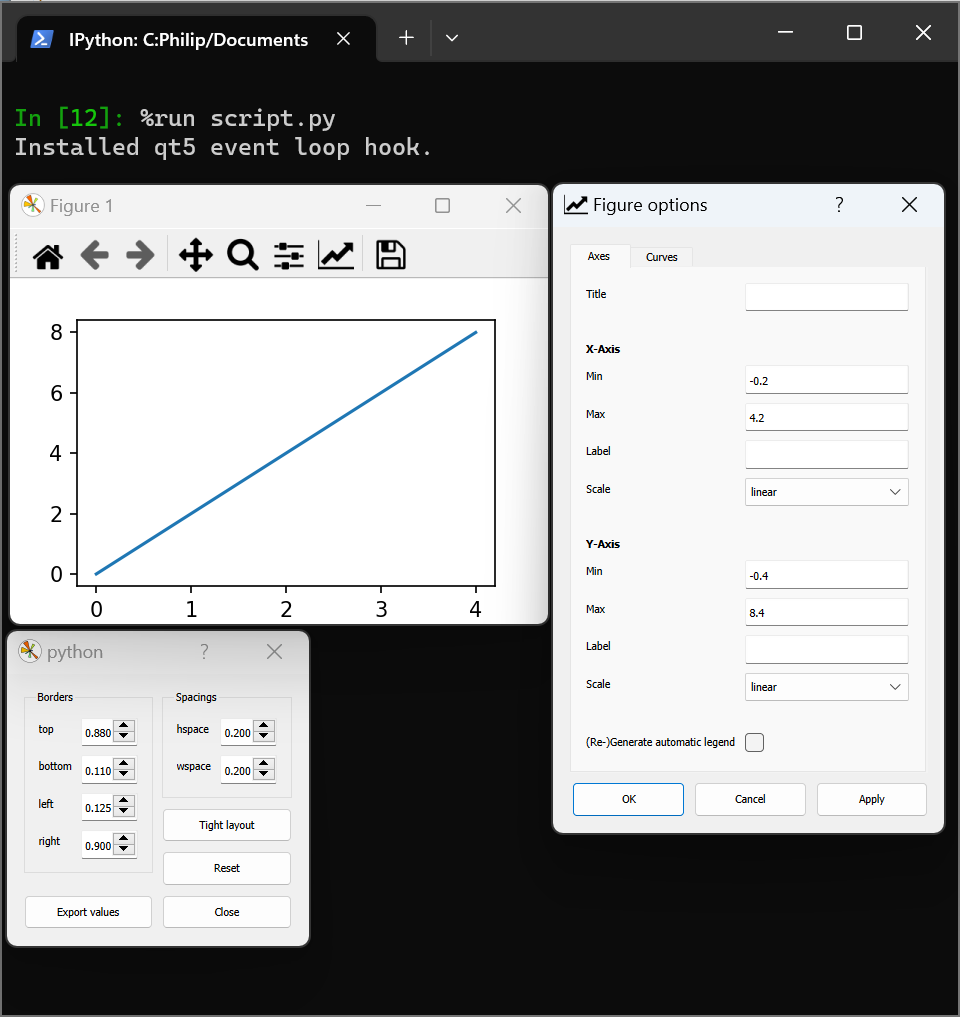 IPython: C:Philip/Documents
In [12]: %run script.py
Installed qt5 event loop hook.
Figure 1
8
6
4
2
0
0 1 2 3 4
Figure options ?
Axes Curves
Title
X-Axis
Min -0.2
Max 4.2
Label
Scale linear
Y-Axis
Min -0.4
Max 8.4
Label
Scale linear
(Re-)Generate automatic legend
OK Cancel Apply
python ?
Borders
top 0.880
bottom 0.110
left 0.125
right 0.900
Export values
Spacings
hspace 0.200
wspace 0.200
Tight layout
Reset
Close